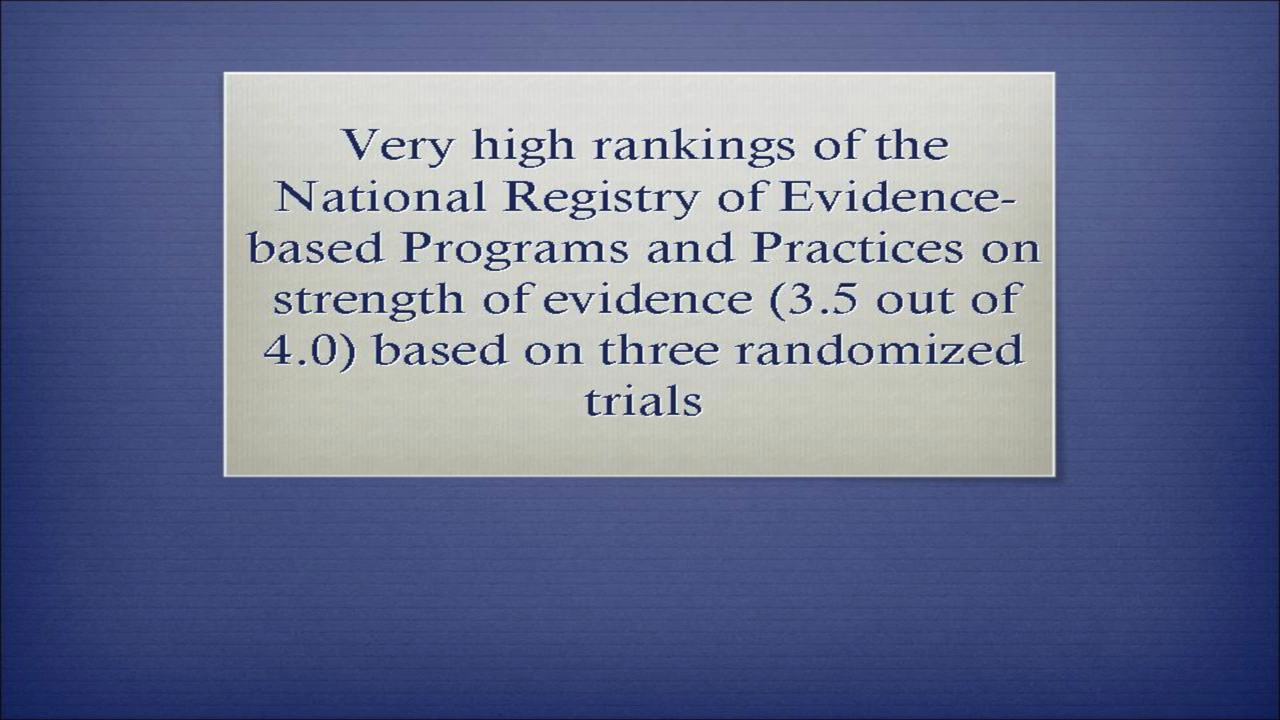 Very high rankings of the
National Registry of Evidence-
based Programs and Practices on
strength of evidence (3.5 out of
4.0) based on three randomized
trials